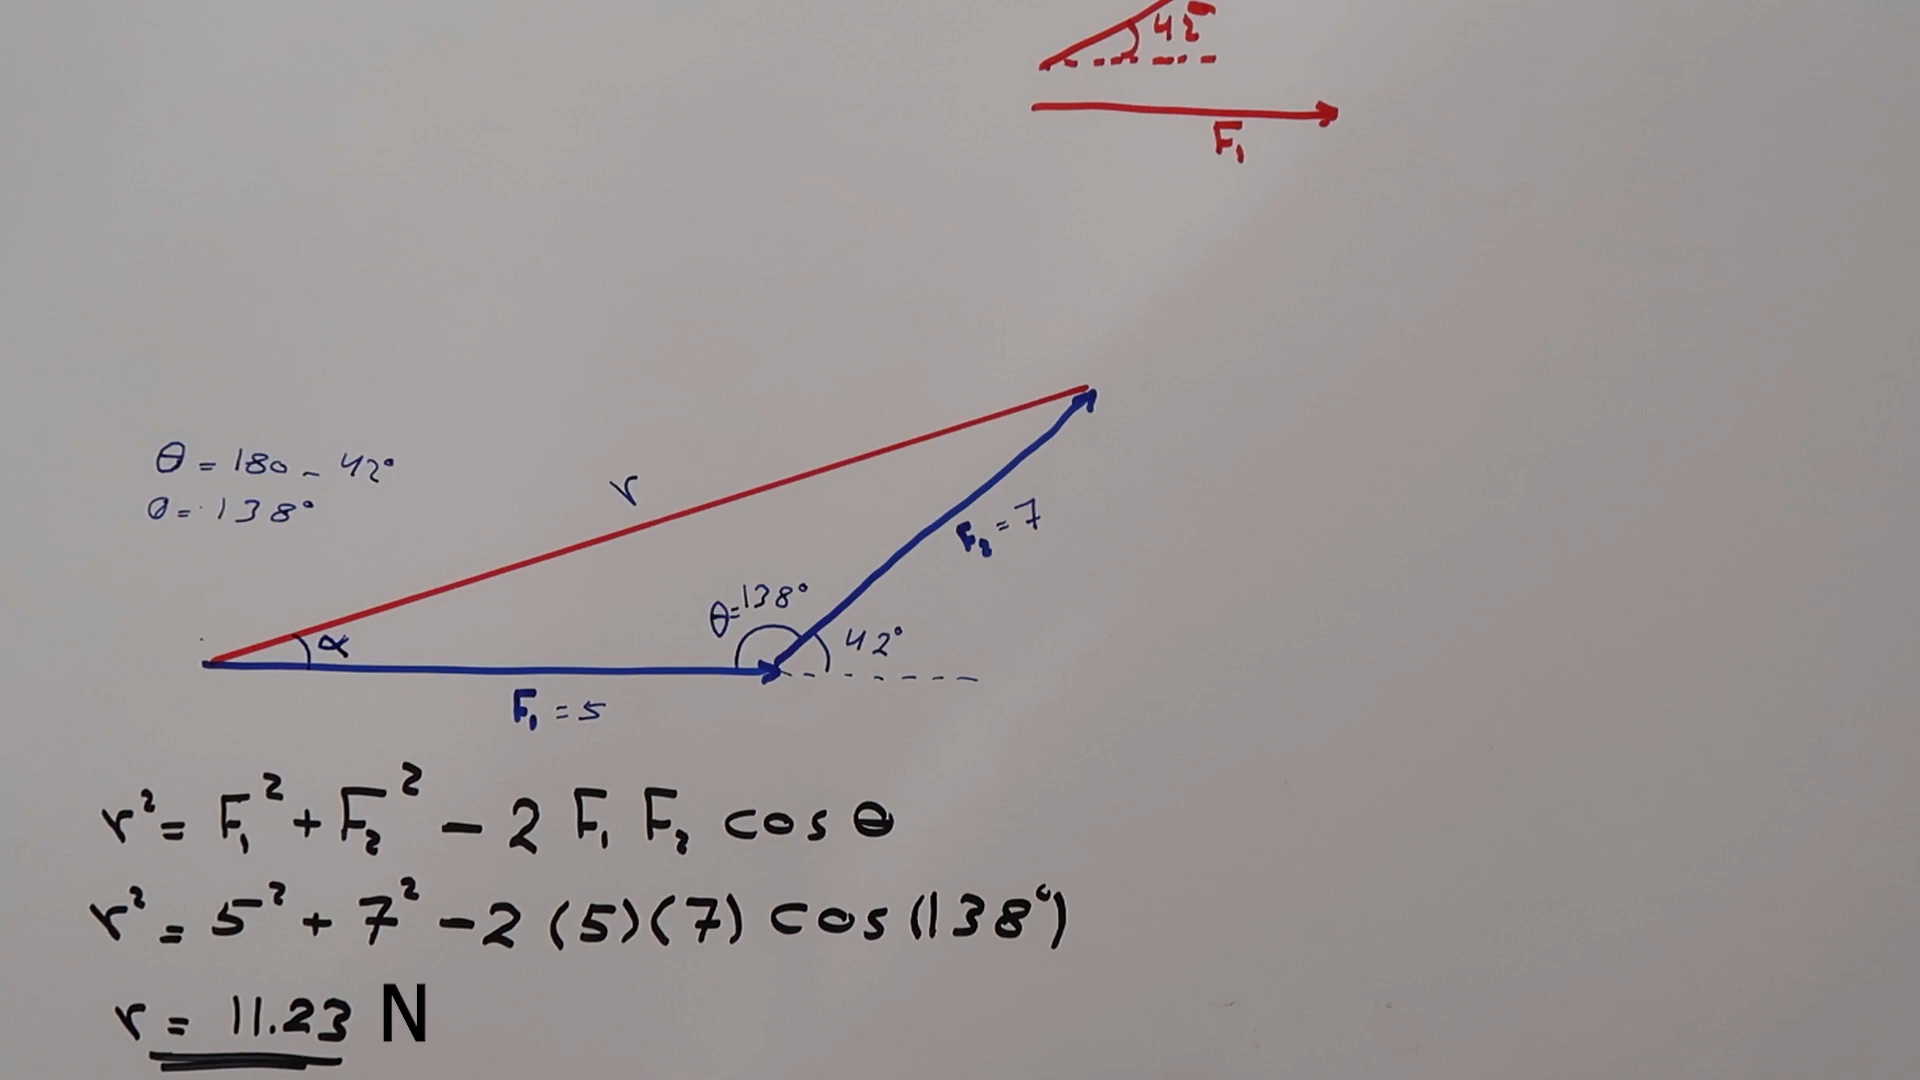 42
F₁
θ = 180 - 42°
θ = 138°
r
F₂ = 7
θ = 138°
42°
α
F₁ = 5
r² = F₁² + F₂² - 2 F₁ F₂ cos θ
r² = 5² + 7² - 2 (5)(7) cos (138°)
r = 11.23 N